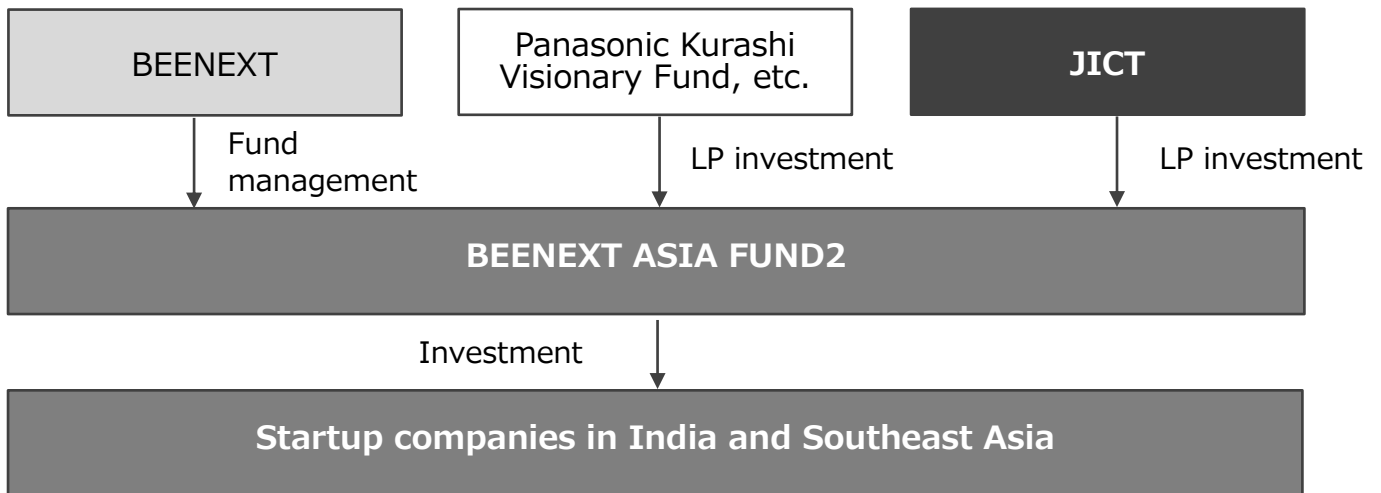 BEENEXT
Panasonic Kurashi
Visionary Fund, etc.
JICT
Fund
management
LP investment
LP investment
BEENEXT ASIA FUND2
Investment
Startup companies in India and Southeast Asia